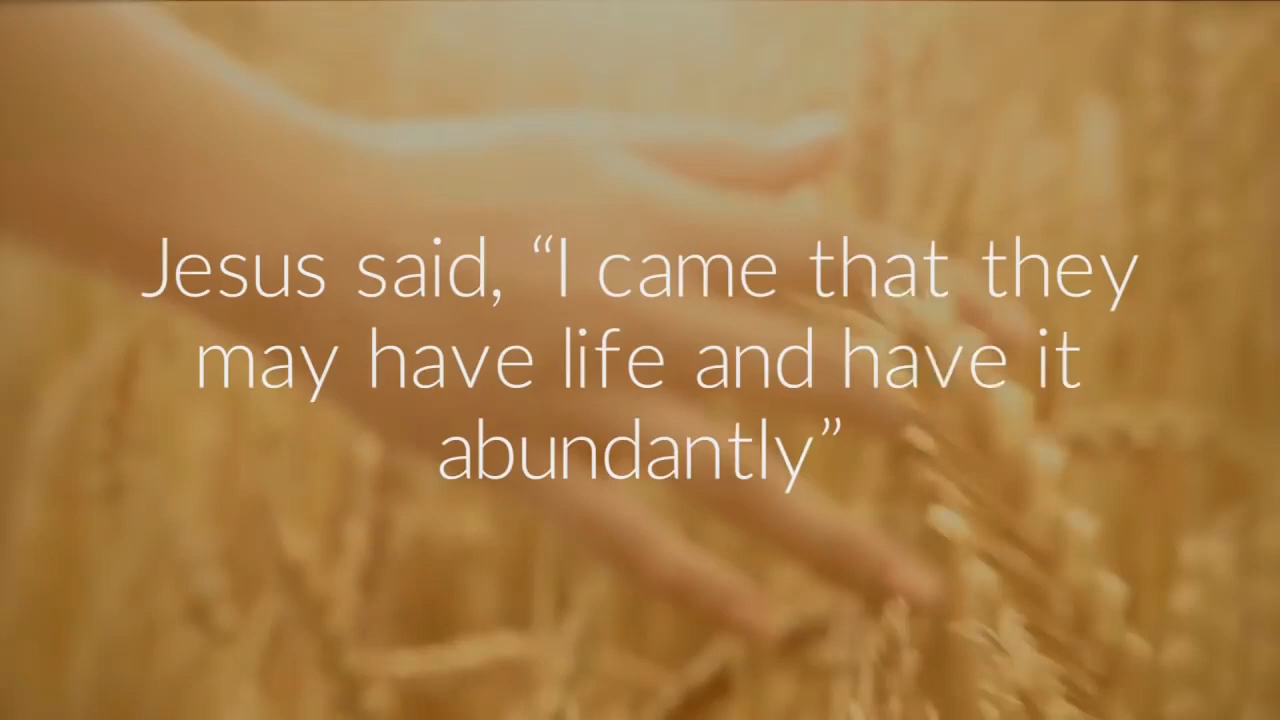 Jesus said, “I came that they
may have life and have it
abundantly”